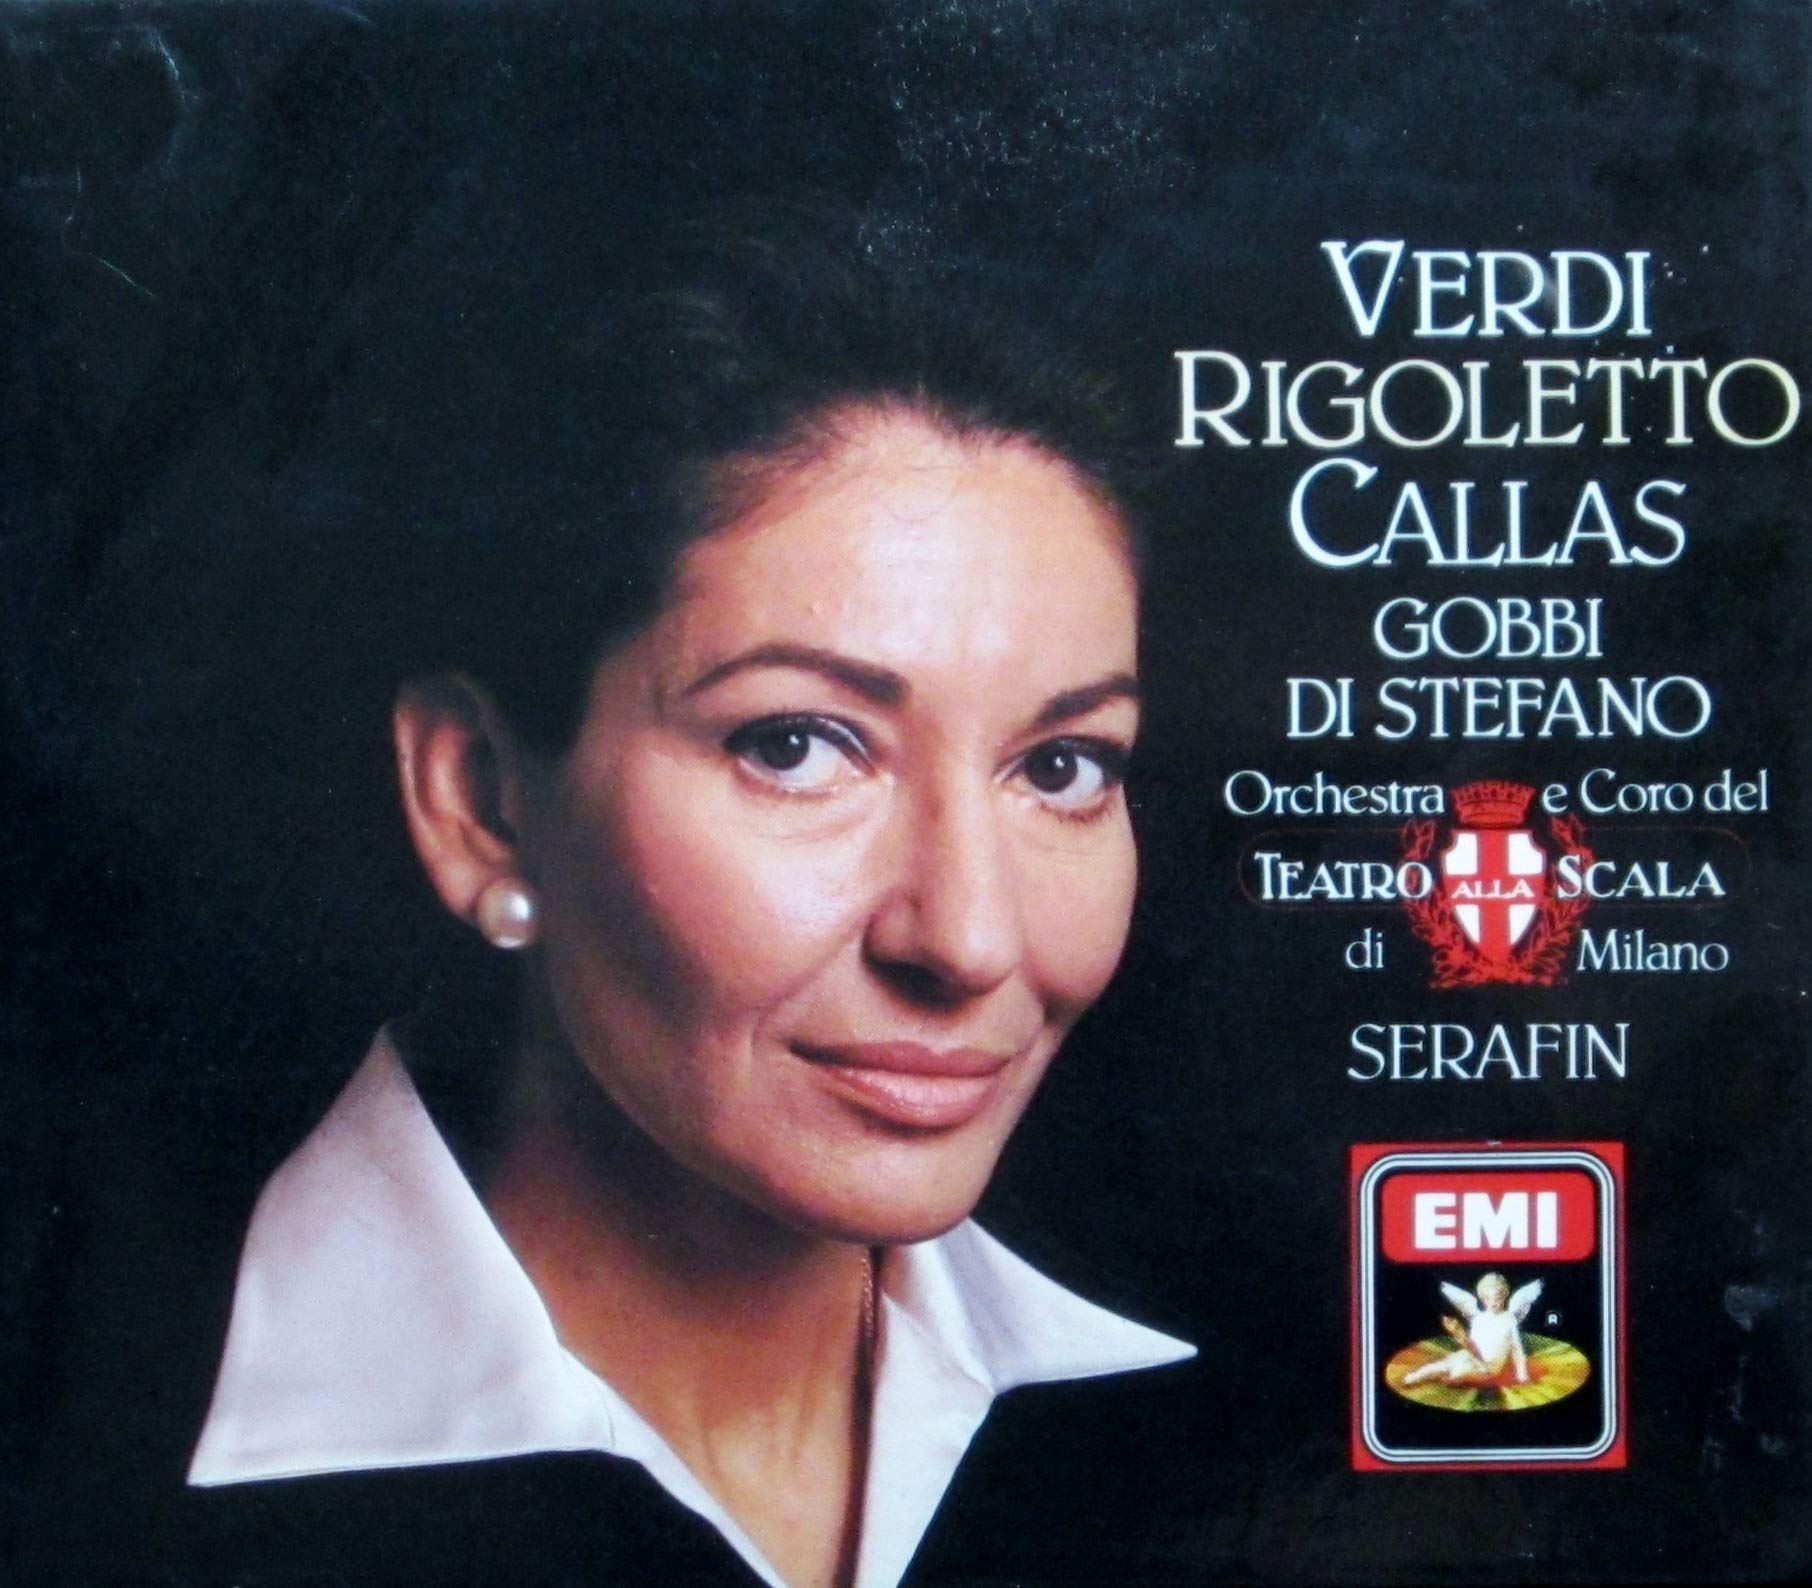 VERDI
RIGOLETTO
CALLAS
GOBBI
DI STEFANO
Orchestra e Coro del
TEATRO ALLA SCALA
di Milano
SERAFIN
EMI
R